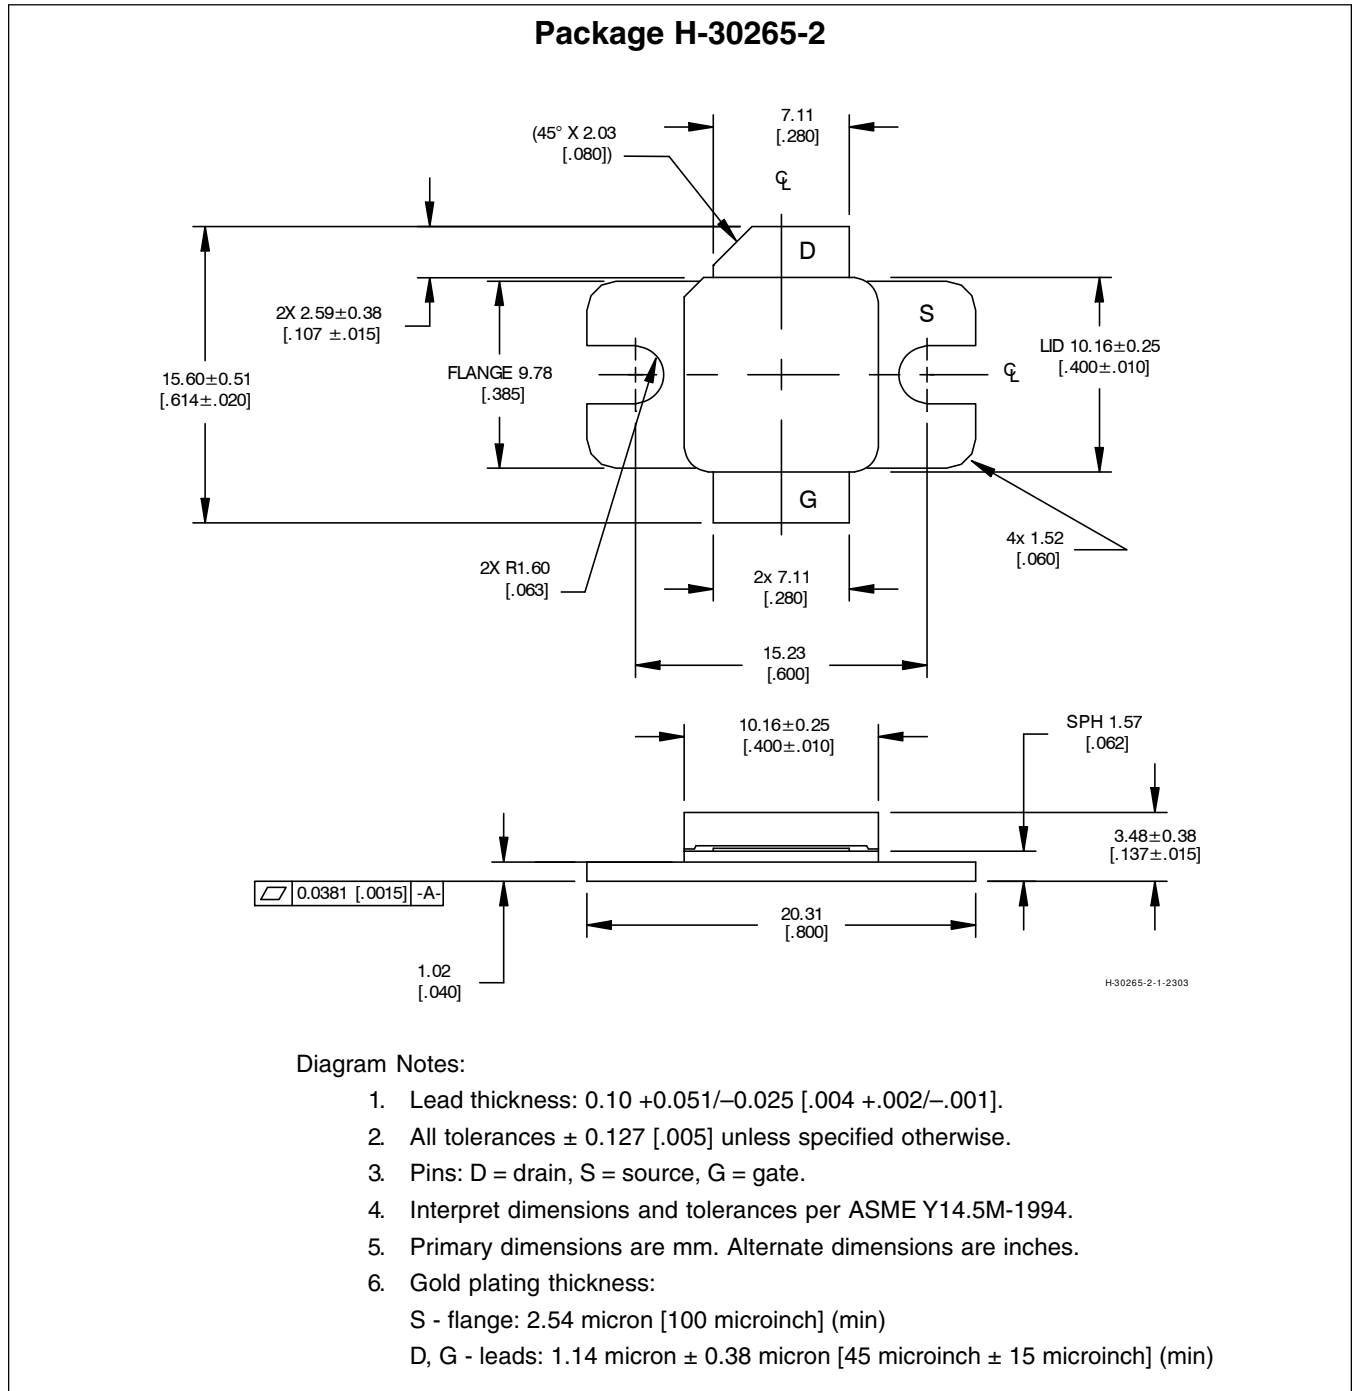 Package H-30265-2
7.11
[.280]
(45° X 2.03
[.080])
℄
D
2X 2.59±0.38
[.107 ±.015]
S
LID 10.16±0.25
[.400±.010]
15.60±0.51
[.614±.020]
FLANGE 9.78
[.385]
℄
G
4x 1.52
[.060]
2X R1.60
[.063]
2x 7.11
[.280]
15.23
[.600]
10.16±0.25
[.400±.010]
SPH 1.57
[.062]
3.48±0.38
[.137±.015]
⏥ 0.0381 [.0015] -A-
20.31
[.800]
1.02
[.040]
H-30265-2-1-2303
Diagram Notes:
1. Lead thickness: 0.10 +0.051/–0.025 [.004 +.002/–.001].
2. All tolerances ± 0.127 [.005] unless specified otherwise.
3. Pins: D = drain, S = source, G = gate.
4. Interpret dimensions and tolerances per ASME Y14.5M-1994.
5. Primary dimensions are mm. Alternate dimensions are inches.
6. Gold plating thickness:
S - flange: 2.54 micron [100 microinch] (min)
D, G - leads: 1.14 micron ± 0.38 micron [45 microinch ± 15 microinch] (min)